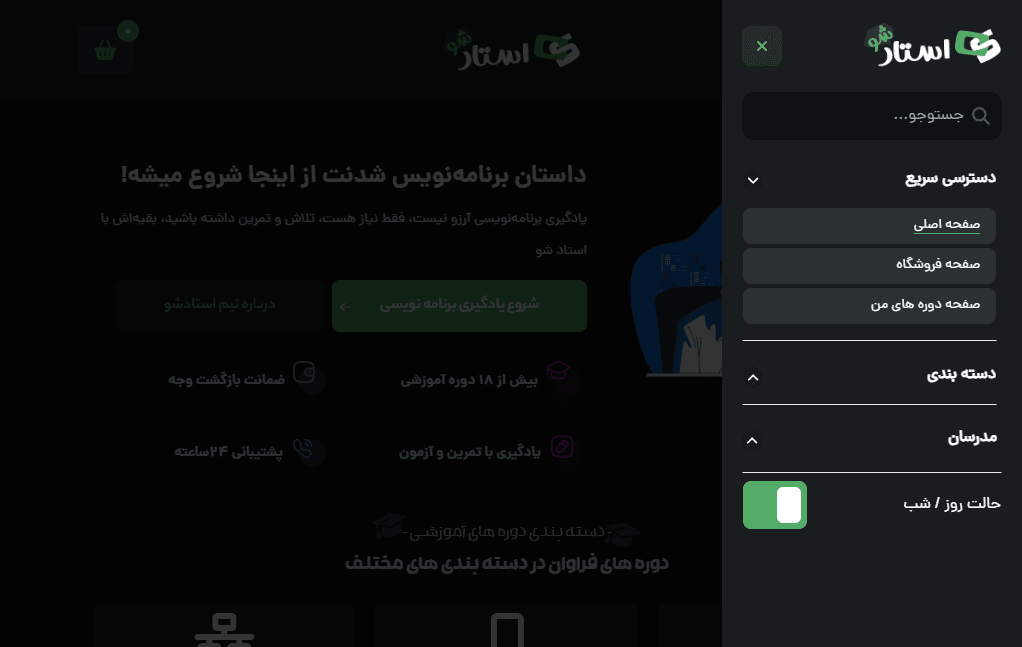 استاد شو
جستوجو...
دسترسی سریع
صفحه اصلی
صفحه فروشگاه
صفحه دوره های من
دسته بندی
مدرسان
حالت روز / شب
استاد شو
داستان برنامه‌نویس شدنت از اینجا شروع میشه!
یادگیری برنامه‌نویسی آرزو نیست، فقط نیاز هست، تلاش و تمرین داشته باشید، بقیه‌اش با
استاد شو
شروع یادگیری برنامه نویسی
درباره تیم استادشو
بیش از ۱۸ دوره آموزشی
ضمانت بازگشت وجه
یادگیری با تمرین و آزمون
پشتیبانی ۲۴ساعته
-دسته بندی دوره های آموزشی-
دوره های فراوان در دسته بندی های مختلف